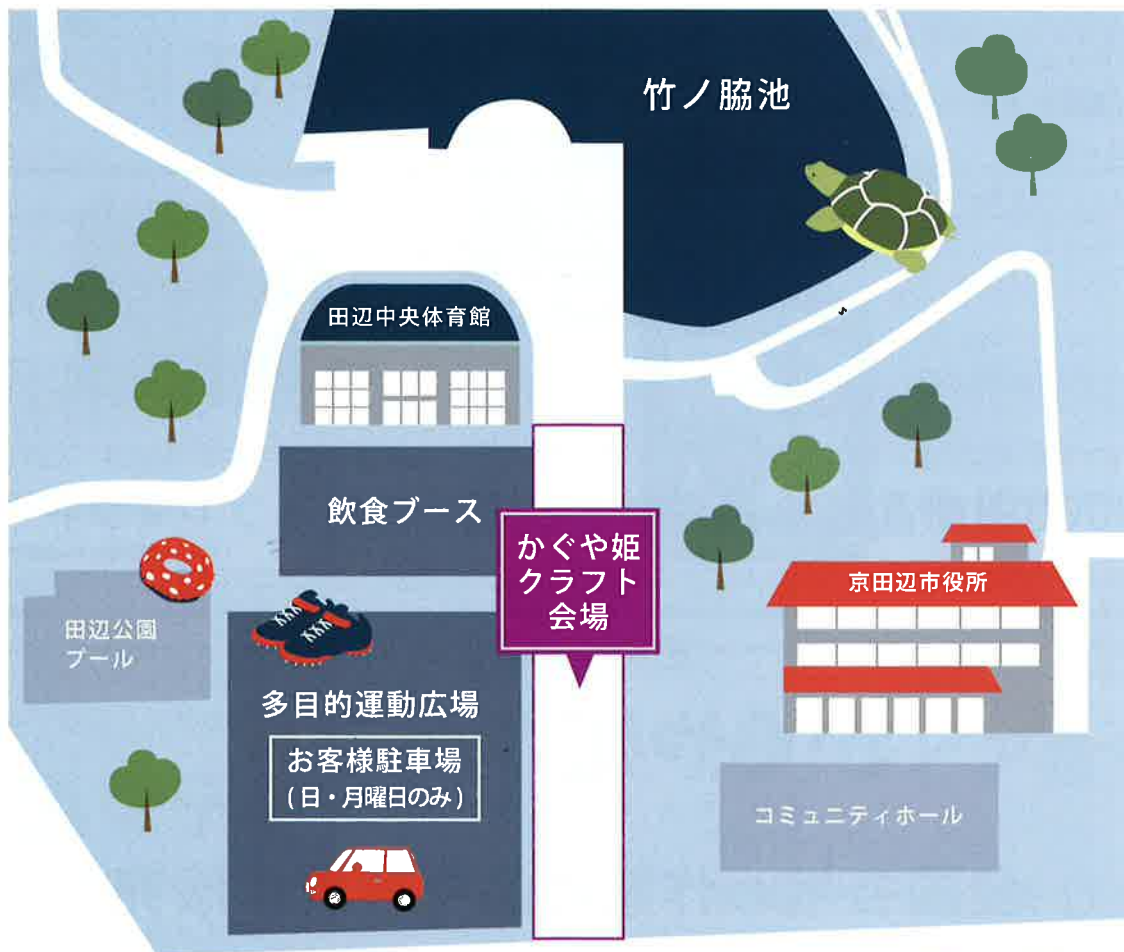 竹ノ脇池
田辺中央体育館
飲食ブース
かぐや姫
クラフト
会場
京田辺市役所
田辺公園
プール
多目的運動広場
お客様駐車場
(日・月曜日のみ)
コミュニティホール